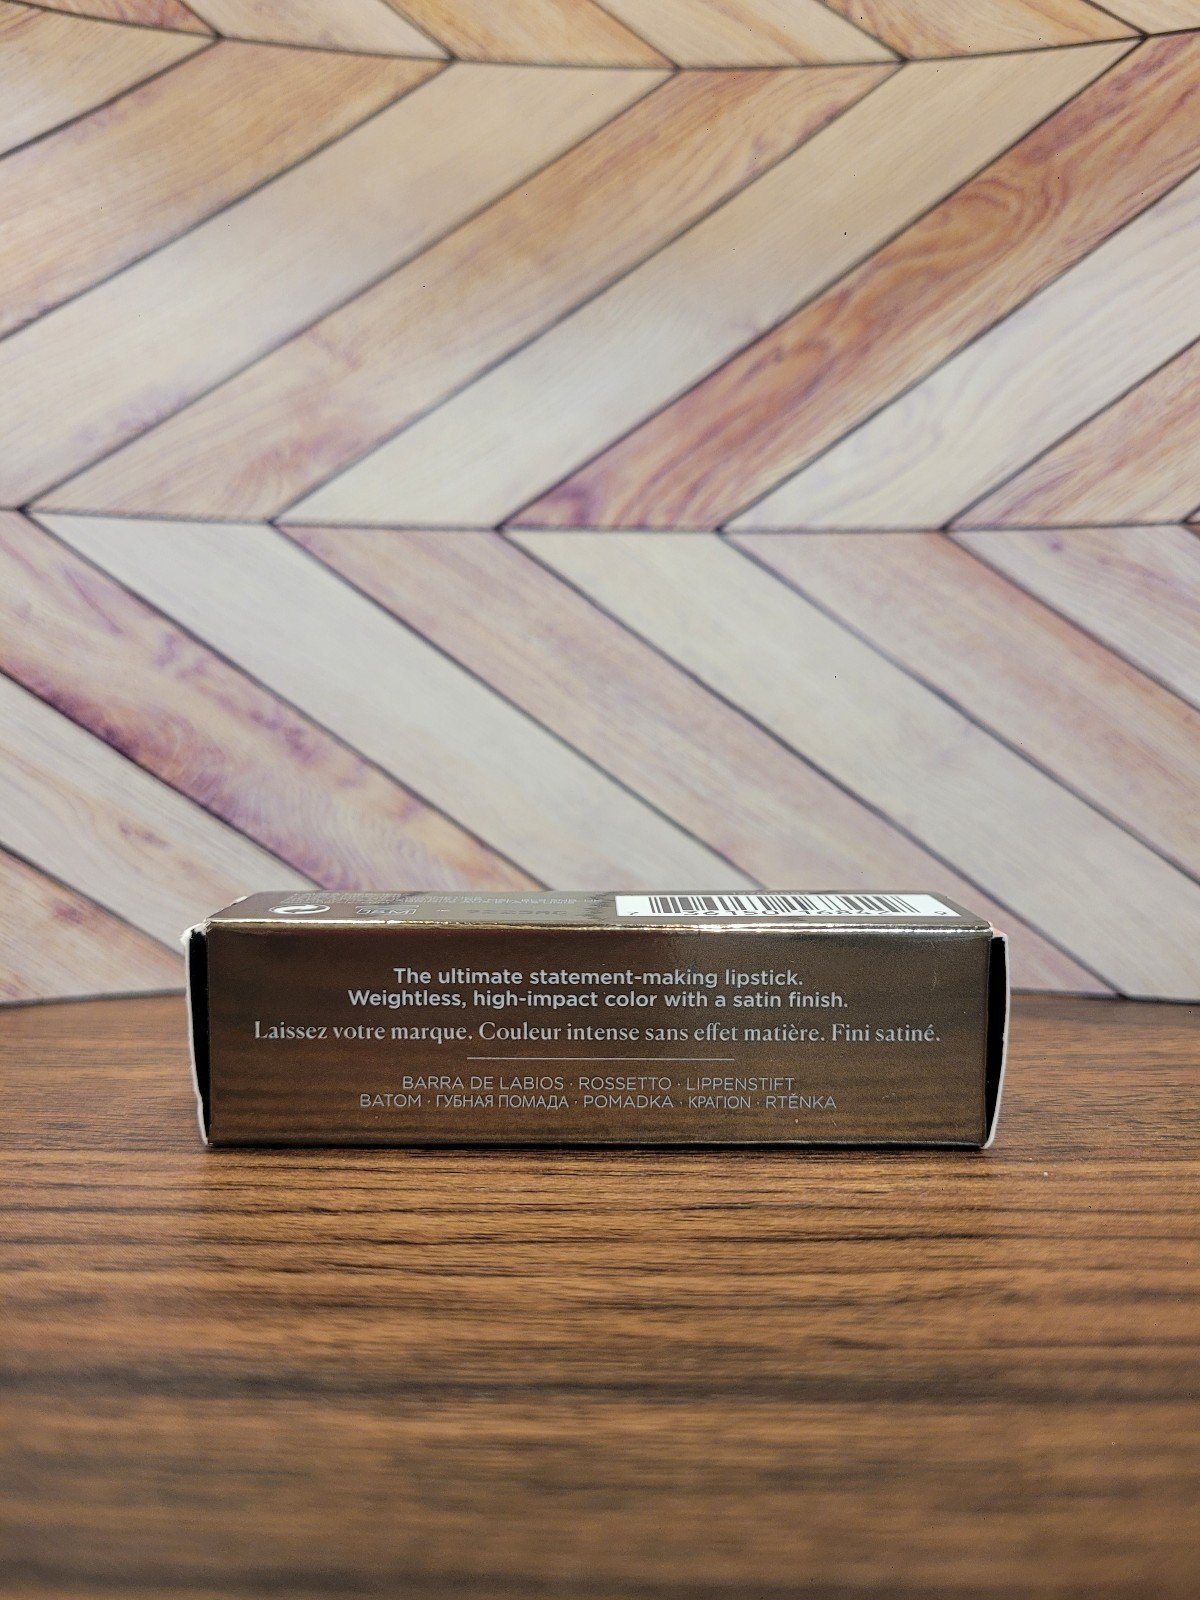 The ultimate statement-making lipstick.
Weightless, high-impact color with a satin finish.
Laissez votre marque. Couleur intense sans effet matière. Fini satiné.
BARRA DE LABIOS · ROSSETTO · LIPPENSTIFT
BATOM · ГУБНАЯ ПОМАДА · POMADKA · ΚΡΑΓΙΟΝ · RTĚNKA